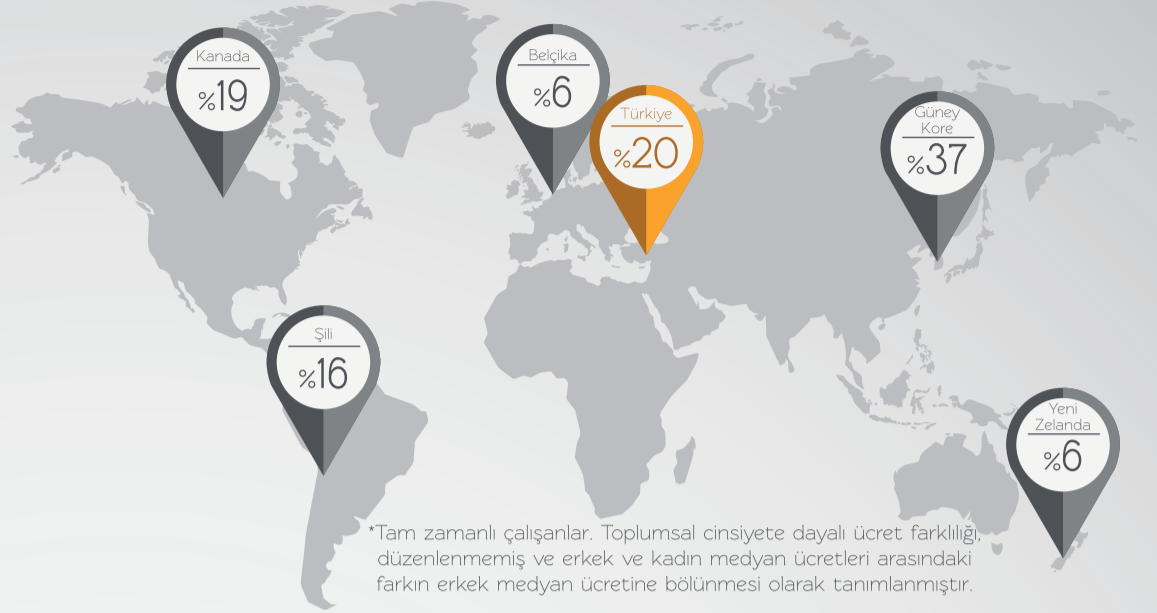 Kanada
%19
Belçika
%6
Türkiye
%20
Güney
Kore
%37
Şili
%16
Yeni
Zelanda
%6
*Tam zamanlı çalışanlar. Toplumsal cinsiyete dayalı ücret farklılığı,
düzenlenmemiş ve erkek ve kadın medyan ücretleri arasındaki
farkın erkek medyan ücretine bölünmesi olarak tanımlanmıştır.